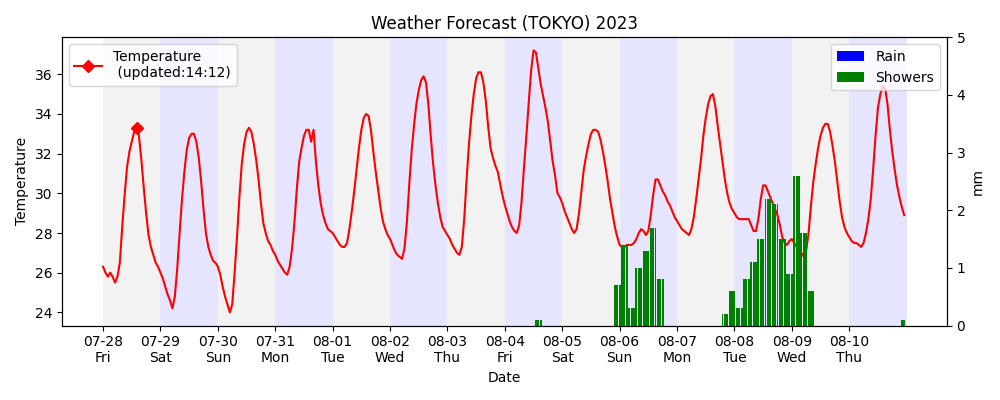 Weather Forecast (TOKYO) 2023
Temperature
(updated:14:12)
Rain
Showers
Temperature
36
34
32
30
28
26
24
5
4
3
2
1
0
mm
07-28 07-29 07-30 07-31 08-01 08-02 08-03 08-04 08-05 08-06 08-07 08-08 08-09 08-10
Fri Sat Sun Mon Tue Wed Thu Fri Sat Sun Mon Tue Wed Thu
Date